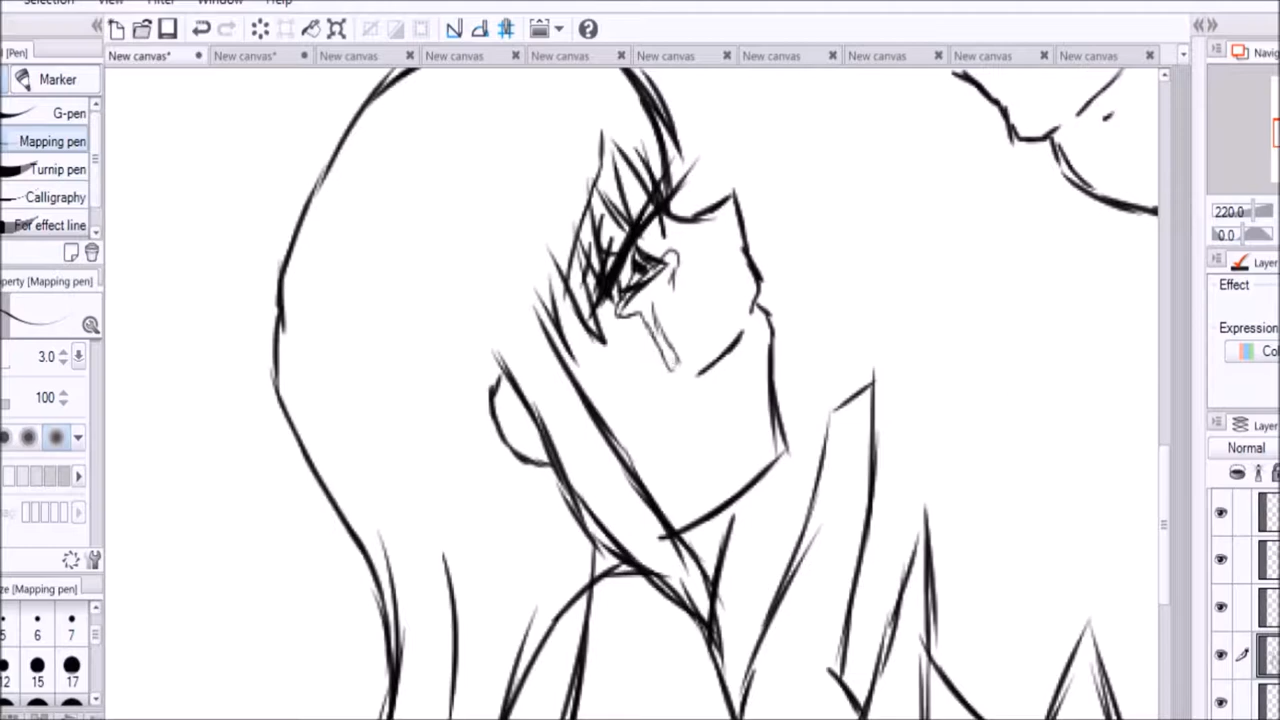 Selection View Filter Window Help
New canvas* New canvas* New canvas New canvas New canvas New canvas New canvas New canvas New canvas New canvas
[Pen]
Marker
G-pen
Mapping pen
Turnip pen
Calligraphy
For effect line
perty [Mapping pen]
3.0
100
ze [Mapping pen]
5 6 7
12 15 17
Navig
220.0
0.0
Layer
Effect
Expression
Co
Layer
Normal